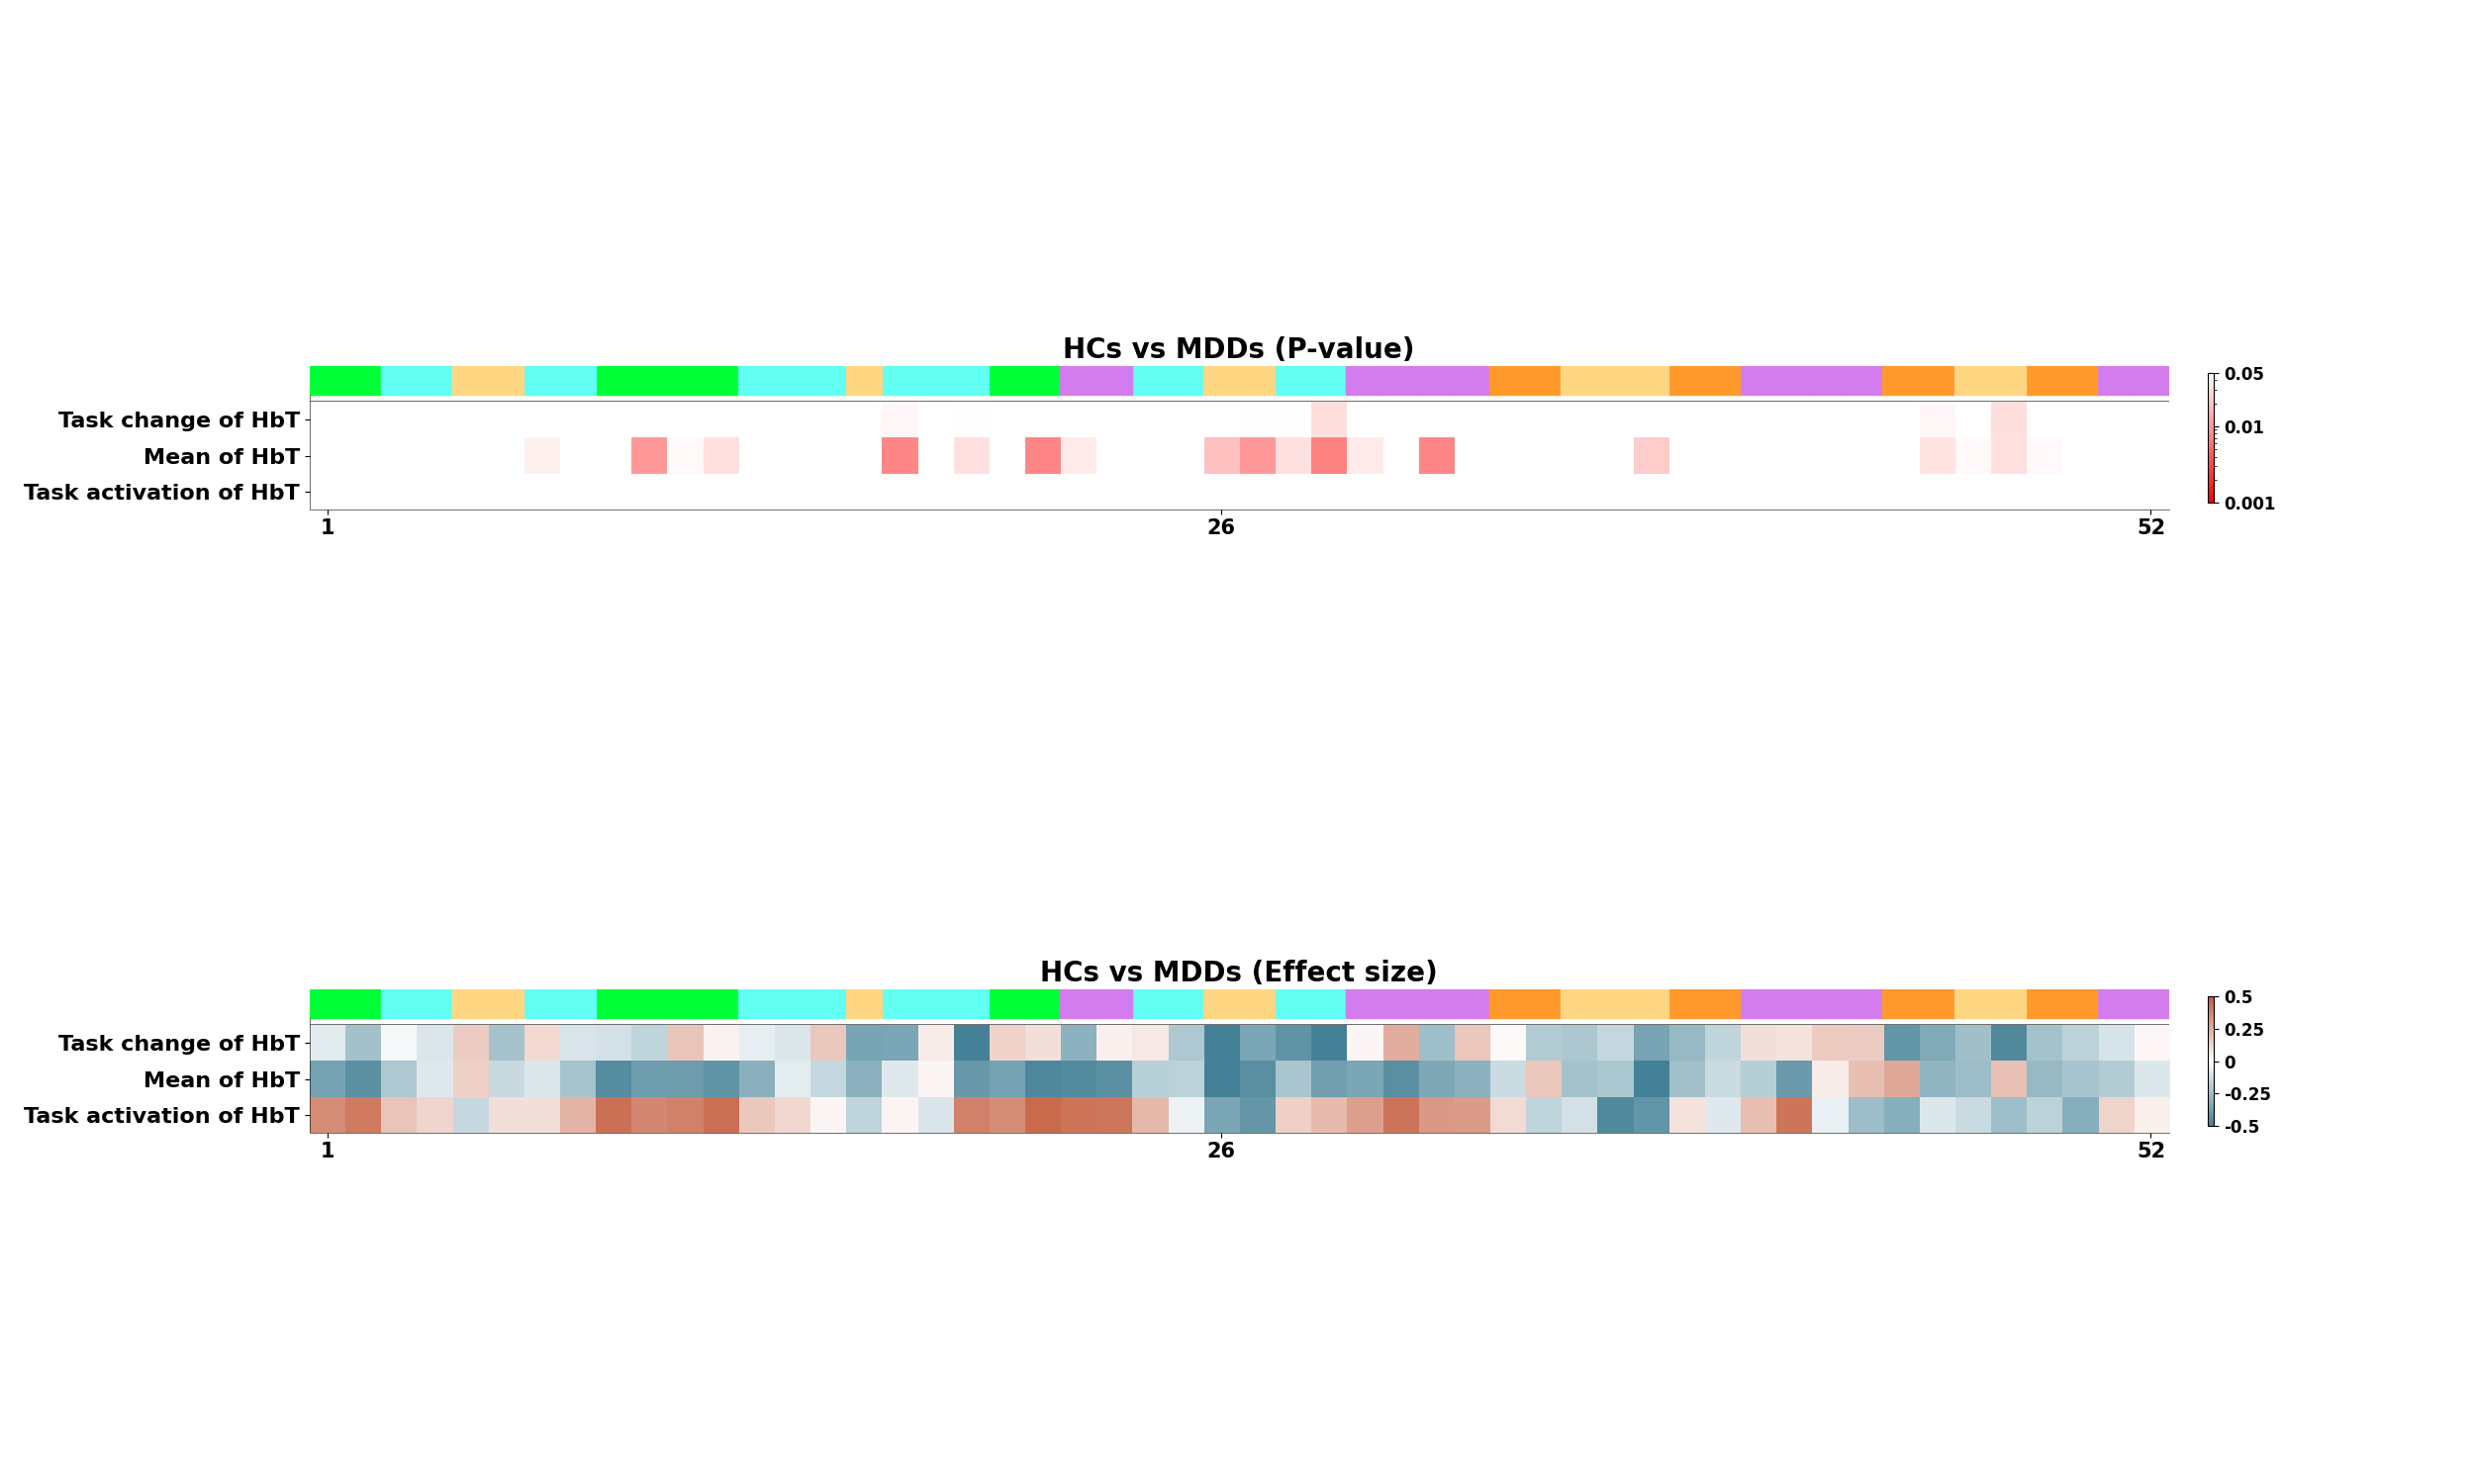 HCs vs MDDs (P-value)
Task change of HbT
Mean of HbT
Task activation of HbT
1 26 52
0.05
0.01
0.001
HCs vs MDDs (Effect size)
Task change of HbT
Mean of HbT
Task activation of HbT
1 26 52
0.5
0.25
0
-0.25
-0.5